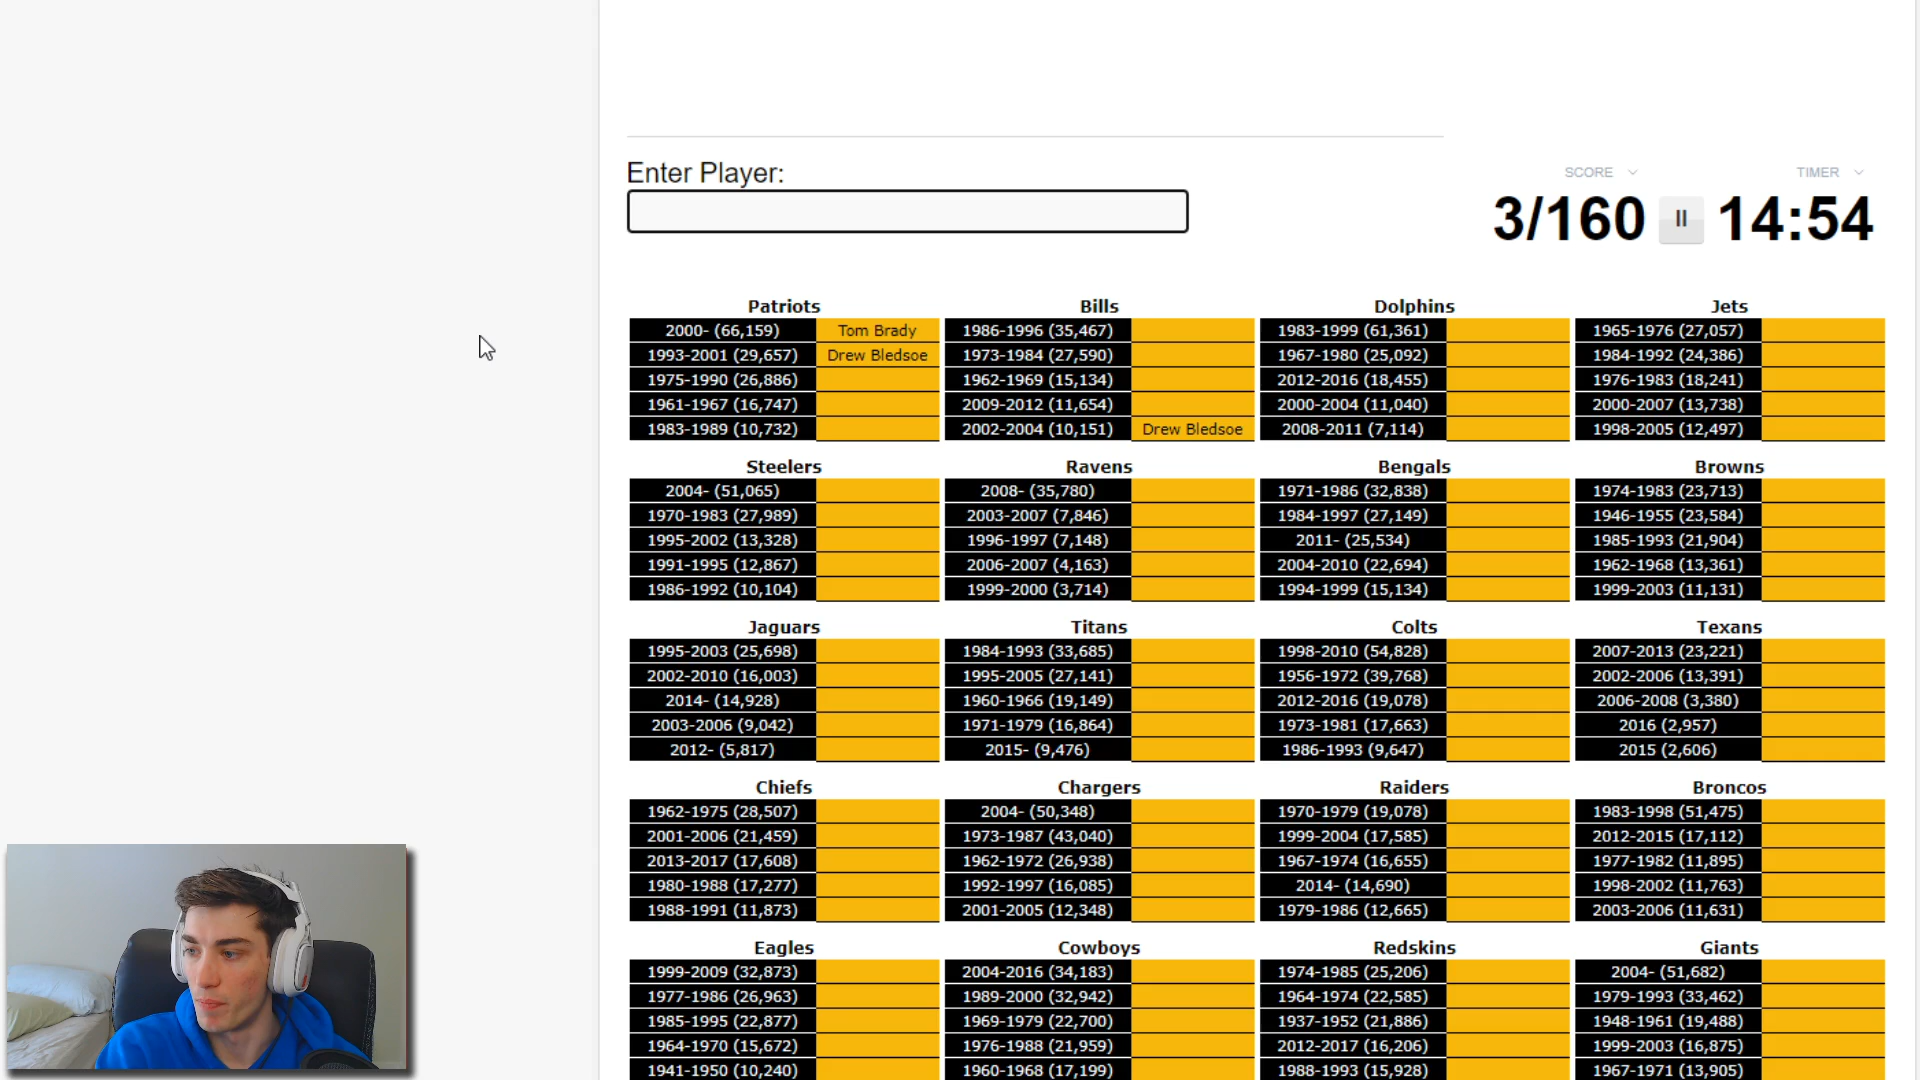 Enter Player:
SCORE TIMER
3/160 14:54
Patriots Bills Dolphins Jets
2000- (66,159) Tom Brady 1986-1996 (35,467) 1983-1999 (61,361) 1965-1976 (27,057)
1993-2001 (29,657) Drew Bledsoe 1973-1984 (27,590) 1967-1980 (25,092) 1984-1992 (24,386)
1975-1990 (26,886) 1962-1969 (15,134) 2012-2016 (18,455) 1976-1983 (18,241)
1961-1967 (16,747) 2009-2012 (11,654) 2000-2004 (11,040) 2000-2007 (13,738)
1983-1989 (10,732) 2002-2004 (10,151) Drew Bledsoe 2008-2011 (7,114) 1998-2005 (12,497)
Steelers Ravens Bengals Browns
2004- (51,065) 2008- (35,780) 1971-1986 (32,838) 1974-1983 (23,713)
1970-1983 (27,989) 2003-2007 (7,846) 1984-1997 (27,149) 1946-1955 (23,584)
1995-2002 (13,328) 1996-1997 (7,148) 2011- (25,534) 1985-1993 (21,904)
1991-1995 (12,867) 2006-2007 (4,163) 2004-2010 (22,694) 1962-1968 (13,361)
1986-1992 (10,104) 1999-2000 (3,714) 1994-1999 (15,134) 1999-2003 (11,131)
Jaguars Titans Colts Texans
1995-2003 (25,698) 1984-1993 (33,685) 1998-2010 (54,828) 2007-2013 (23,221)
2002-2010 (16,003) 1995-2005 (27,141) 1956-1972 (39,768) 2002-2006 (13,391)
2014- (14,928) 1960-1966 (19,149) 2012-2016 (19,078) 2006-2008 (3,380)
2003-2006 (9,042) 1971-1979 (16,864) 1973-1981 (17,663) 2016 (2,957)
2012- (5,817) 2015- (9,476) 1986-1993 (9,647) 2015 (2,606)
Chiefs Chargers Raiders Broncos
1962-1975 (28,507) 2004- (50,348) 1970-1979 (19,078) 1983-1998 (51,475)
2001-2006 (21,459) 1973-1987 (43,040) 1999-2004 (17,585) 2012-2015 (17,112)
2013-2017 (17,608) 1962-1972 (26,938) 1967-1974 (16,655) 1977-1982 (11,895)
1980-1988 (17,277) 1992-1997 (16,085) 2014- (14,690) 1998-2002 (11,763)
1988-1991 (11,873) 2001-2005 (12,348) 1979-1986 (12,665) 2003-2006 (11,631)
Eagles Cowboys Redskins Giants
1999-2009 (32,873) 2004-2016 (34,183) 1974-1985 (25,206) 2004- (51,682)
1977-1986 (26,963) 1989-2000 (32,942) 1964-1974 (22,585) 1979-1993 (33,462)
1985-1995 (22,877) 1969-1979 (22,700) 1937-1952 (21,886) 1948-1961 (19,488)
1964-1970 (15,672) 1976-1988 (21,959) 2012-2017 (16,206) 1999-2003 (16,875)
1941-1950 (10,240) 1960-1968 (17,199) 1988-1993 (15,928) 1967-1971 (13,905)